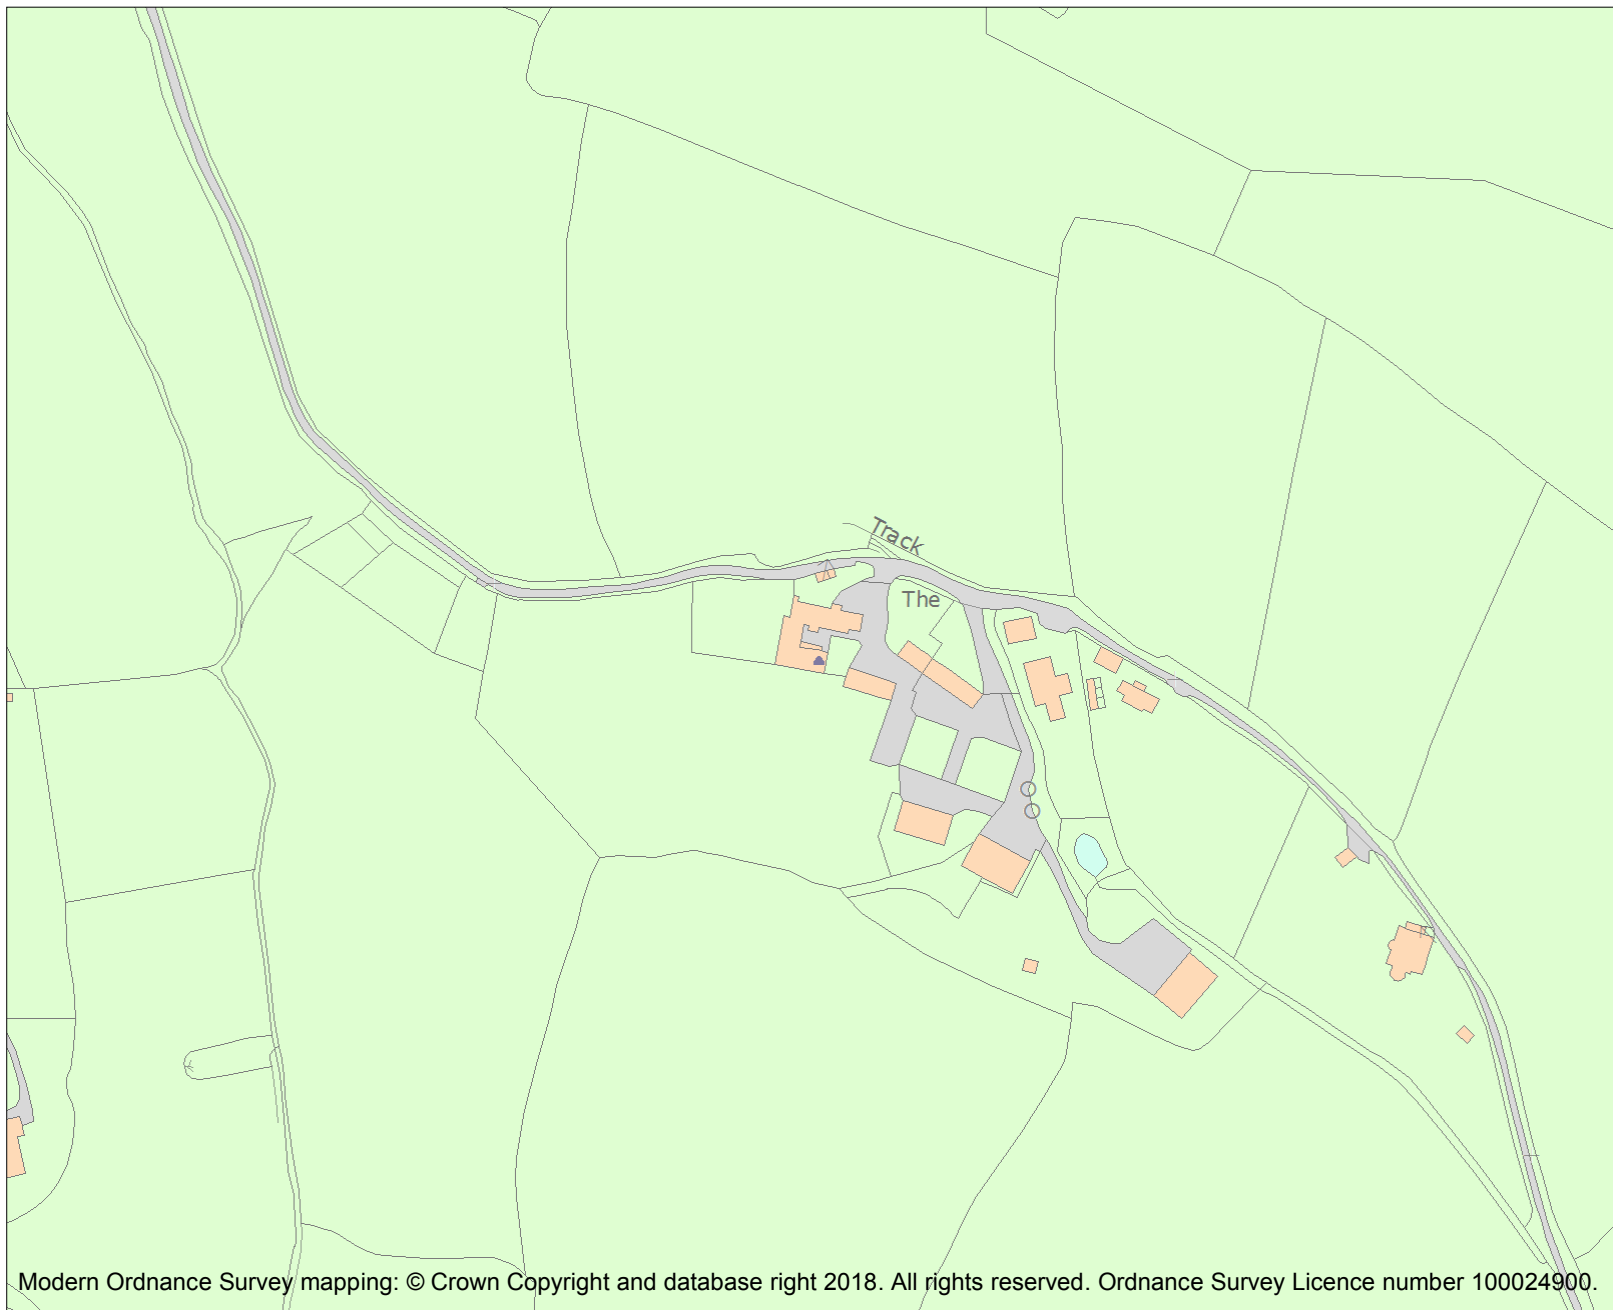 Track
The
Modern Ordnance Survey mapping: © Crown Copyright and database right 2018. All rights reserved. Ordnance Survey Licence number 100024900.